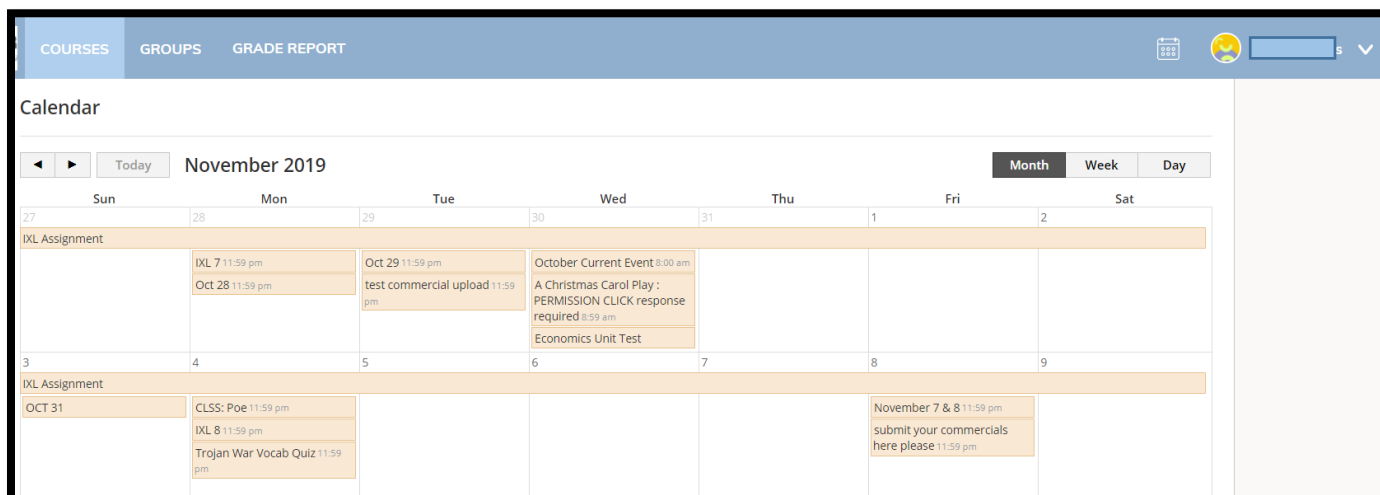 COURSES GROUPS GRADE REPORT s
Calendar
◄ ► Today November 2019 Month Week Day
Sun Mon Tue Wed Thu Fri Sat
27 28 29 30 31 1 2
IXL Assignment
IXL 7 11:59 pm
Oct 28 11:59 pm
Oct 29 11:59 pm
test commercial upload 11:59
pm
October Current Event 8:00 am
A Christmas Carol Play :
PERMISSION CLICK response
required 8:59 am
Economics Unit Test
3 4 5 6 7 8 9
IXL Assignment
OCT 31
CLSS: Poe 11:59 pm
IXL 8 11:59 pm
Trojan War Vocab Quiz 11:59
pm
November 7 & 8 11:59 pm
submit your commercials
here please 11:59 pm